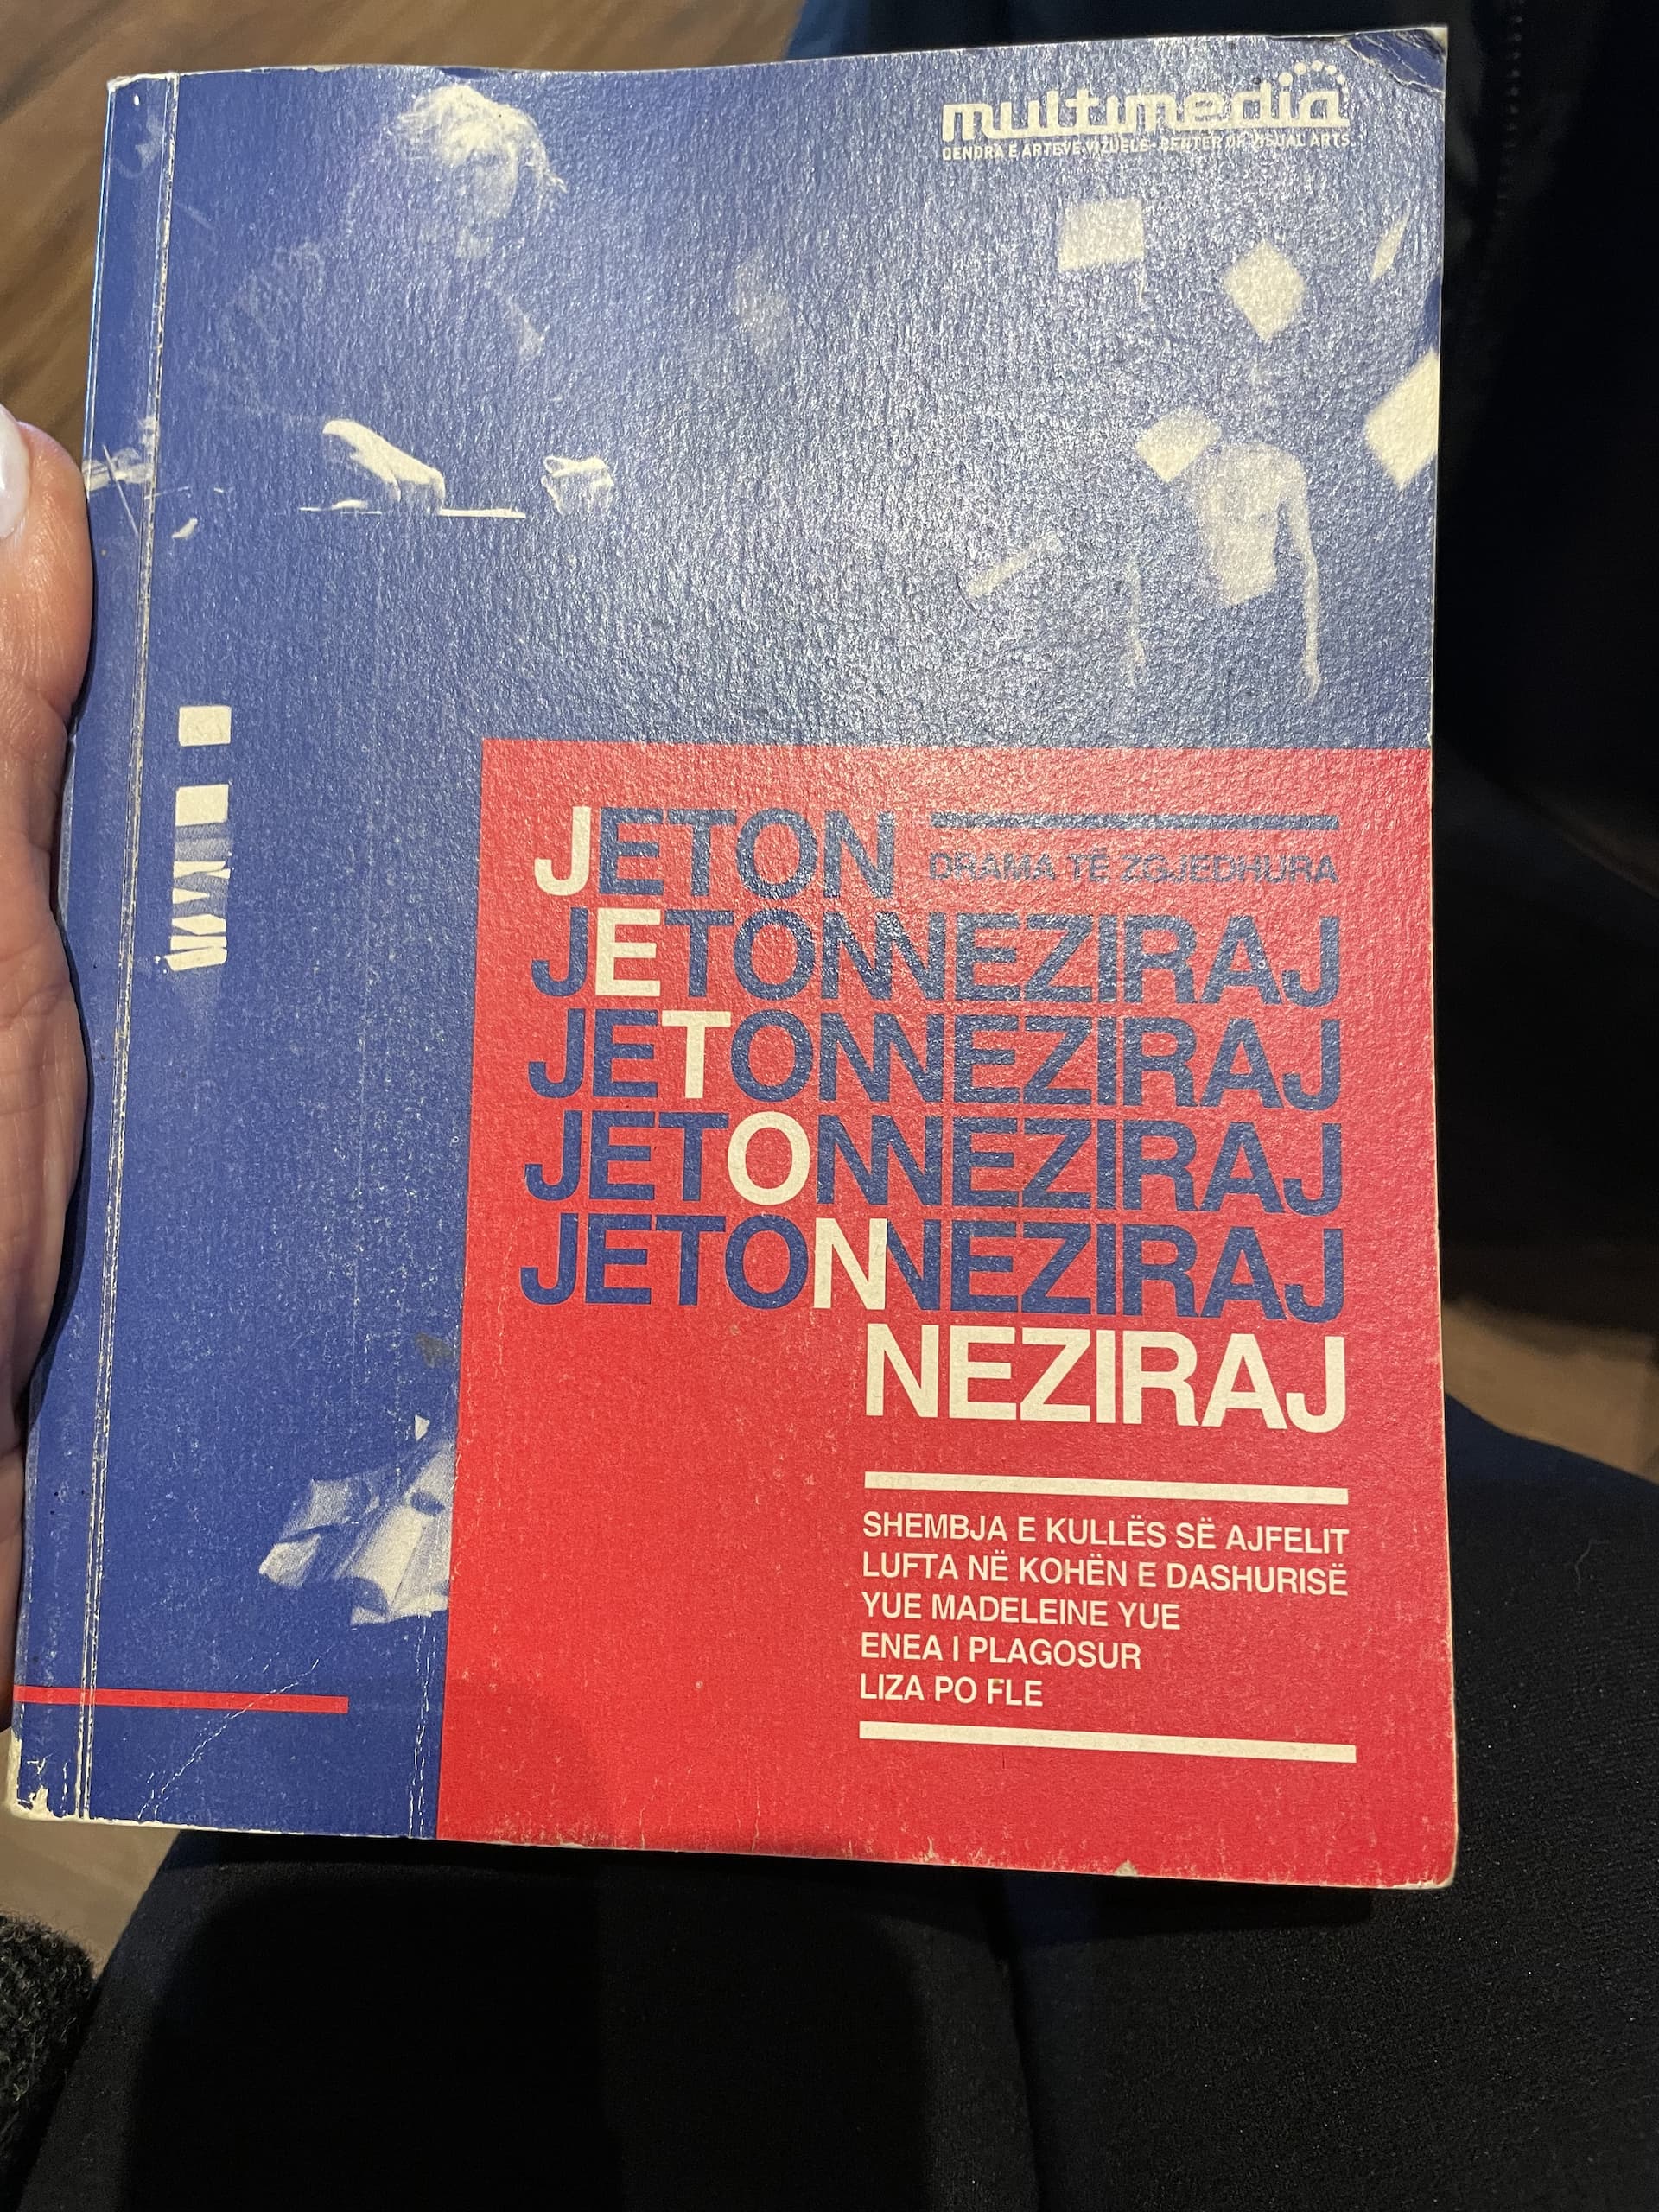 multimedia
QENDRA E ARTEVE VIZUELE - CENTER OF VISUAL ARTS
JETON
DRAMA TË ZGJEDHURA
JETONNEZIRAJ
JETONNEZIRAJ
JETONNEZIRAJ
JETONNEZIRAJ
NEZIRAJ
SHEMBJA E KULLËS SË AJFELIT
LUFTA NË KOHËN E DASHURISË
YUE MADELEINE YUE
ENEA I PLAGOSUR
LIZA PO FLE